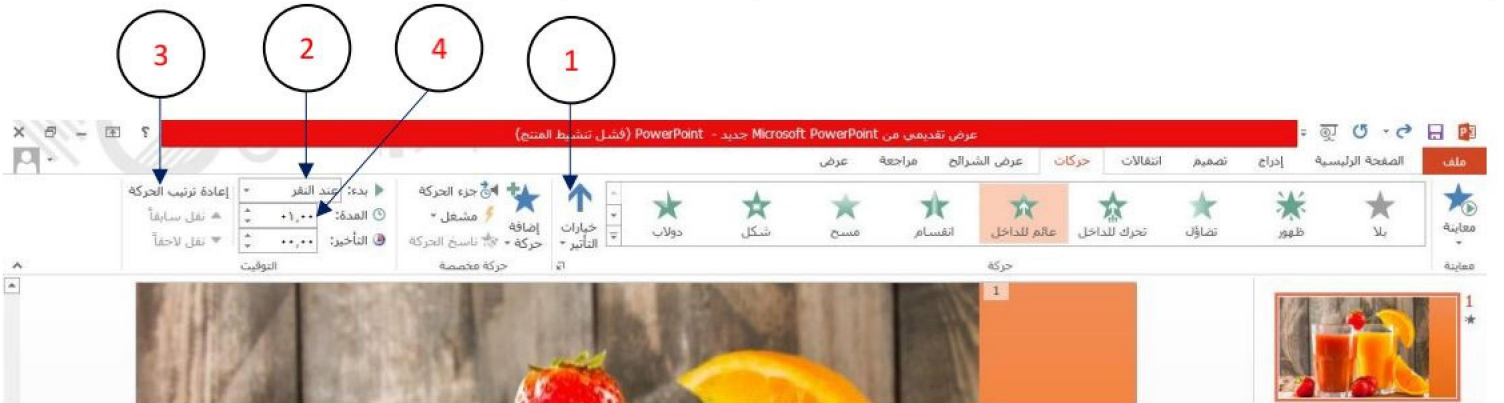 3 2 4 1
عرض تقديمي من Microsoft PowerPoint جديد - PowerPoint (فشل تنشيط المنتج)
ملف الصفحة الرئيسية إدراج تصميم انتقالات حركات عرض الشرائح مراجعة عرض
معاينة
بلا ظهور تضاؤل تحرك للداخل عائم للداخل انقسام مسح شكل دولاب
خيارات التأثير
إضافة حركة
جزء الحركة
مشغل
ناسخ الحركة
بدء: عند النقر
المدة: ٠١,٠٠
التأخير: ٠٠,٠٠
إعادة ترتيب الحركة
نقل سابقاً
نقل لاحقاً
معاينة حركة حركة مخصصة التوقيت
1
1